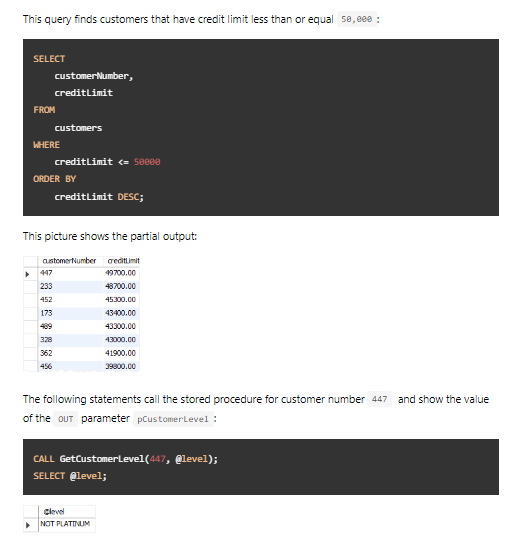 This query finds customers that have credit limit less than or equal 50,000 :
SELECT
customerNumber,
creditLimit
FROM
customers
WHERE
creditLimit <= 50000
ORDER BY
creditLimit DESC;
This picture shows the partial output:
customerNumber creditLimit
447 49700.00
233 48700.00
452 45300.00
173 43400.00
489 43300.00
328 43000.00
362 41900.00
456 39800.00
The following statements call the stored procedure for customer number 447 and show the value
of the OUT parameter pCustomerLevel :
CALL GetCustomerLevel(447, @level);
SELECT @level;
@level
NOT PLATINUM